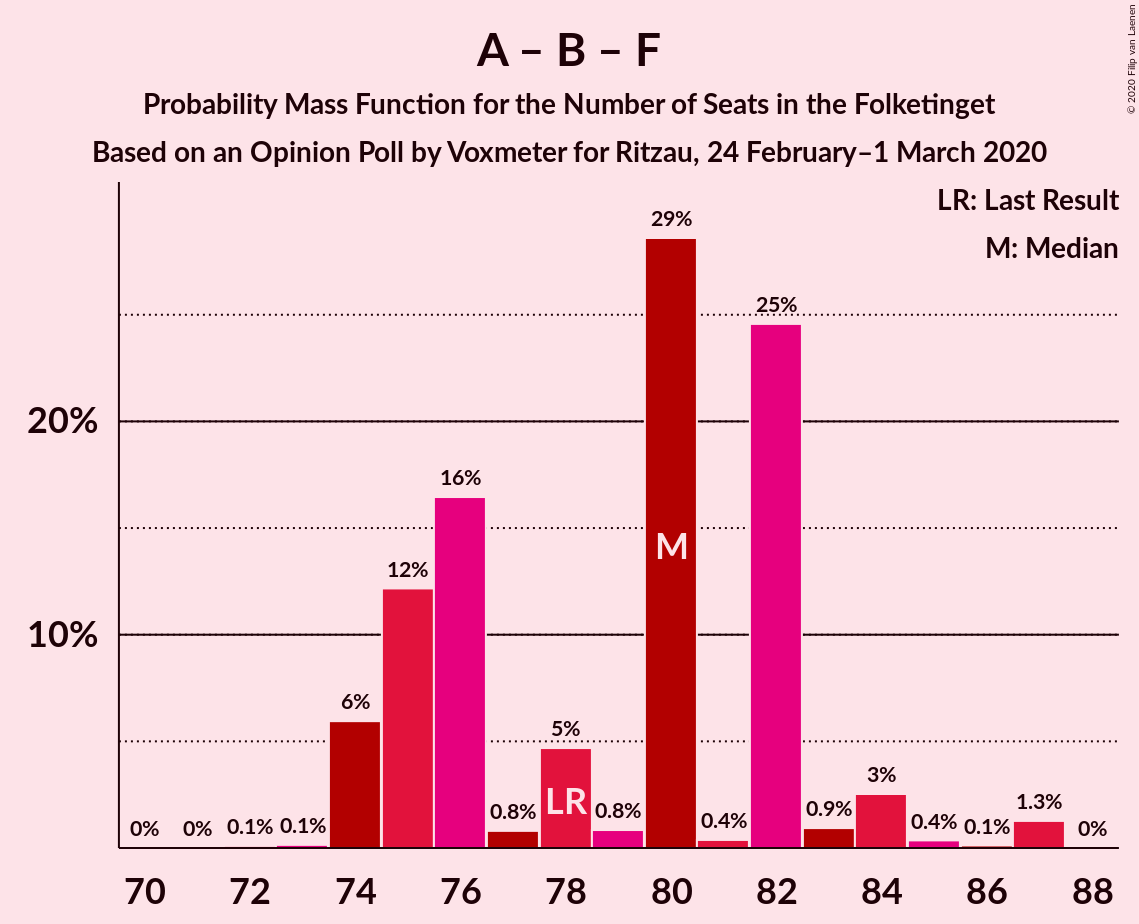 A – B – F
Probability Mass Function for the Number of Seats in the Folketinget
Based on an Opinion Poll by Voxmeter for Ritzau, 24 February–1 March 2020
© 2020 Filip van Laenen
LR: Last Result
M: Median
20%
10%
0% 0% 0.1% 0.1% 6% 12% 16% 0.8% 5% 0.8% 29% 0.4% 25% 0.9% 3% 0.4% 0.1% 1.3% 0%
LR M
70 72 74 76 78 80 82 84 86 88